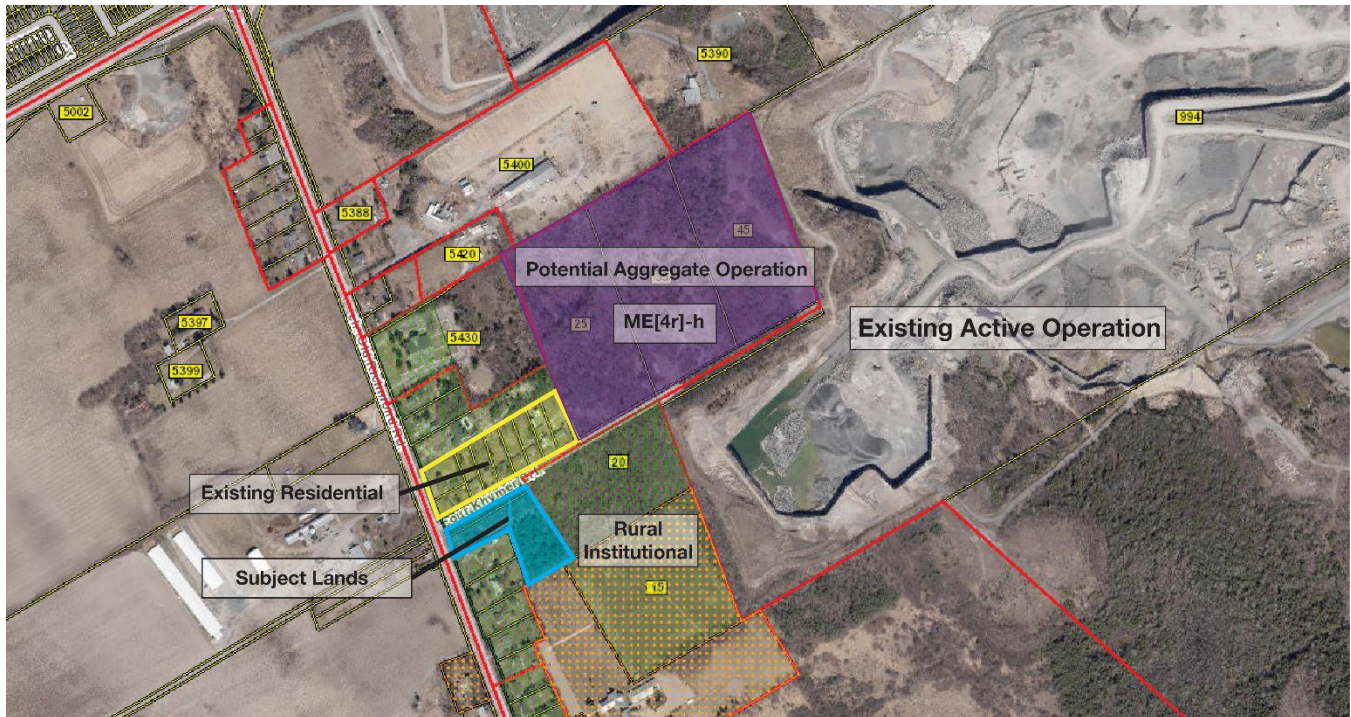 5002
5390
994
5400
5388
5420
45
Potential Aggregate Operation
ME[4r]-h
25
Existing Active Operation
5397
5430
5399
20
Existing Residential
Rural
Institutional
Subject Lands
15